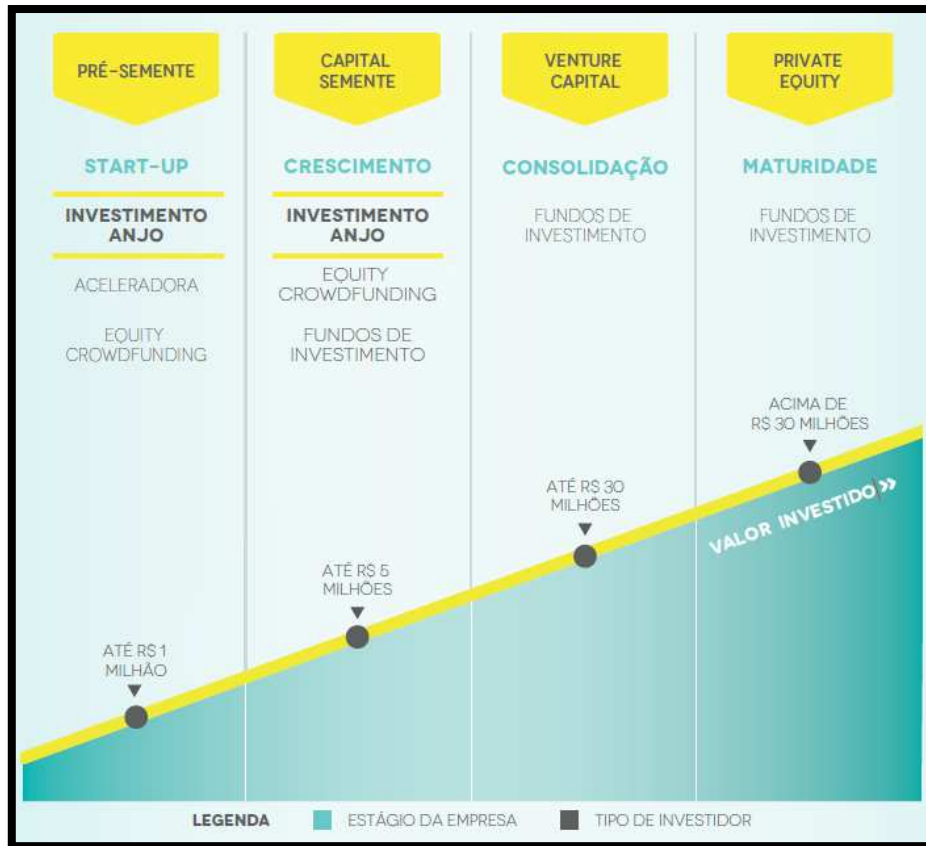 PRÉ-SEMENTE
CAPITAL
SEMENTE
VENTURE
CAPITAL
PRIVATE
EQUITY
START-UP
CRESCIMENTO
CONSOLIDAÇÃO
MATURIDADE
INVESTIMENTO
ANJO
INVESTIMENTO
ANJO
FUNDOS DE
INVESTIMENTO
FUNDOS DE
INVESTIMENTO
ACELERADORA
EQUITY
CROWDFUNDING
EQUITY
CROWDFUNDING
FUNDOS DE
INVESTIMENTO
ACIMA DE
R$ 30 MILHÕES
ATÉ R$ 30
MILHÕES
VALOR INVESTIDO »
ATÉ R$ 5
MILHÕES
ATÉ R$ 1
MILHÃO
LEGENDA ESTÁGIO DA EMPRESA TIPO DE INVESTIDOR